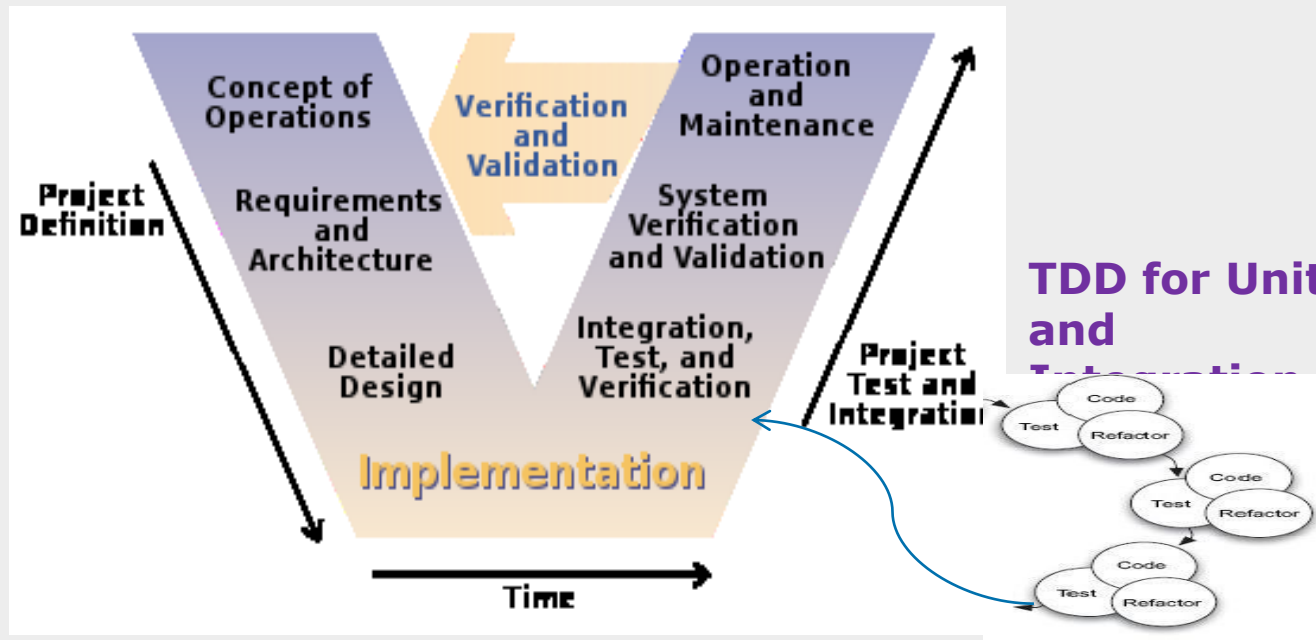 Concept of
Operations
Verification
and
Validation
Operation
and
Maintenance
Project
Definition
Requirements
and
Architecture
System
Verification
and Validation
TDD for Unit
and
Integration
Detailed
Design
Integration,
Test, and
Verification
Project
Test and
Integration
Implementation
Time
Code
Test
Refactor
Code
Test
Refactor
Code
Test
Refactor